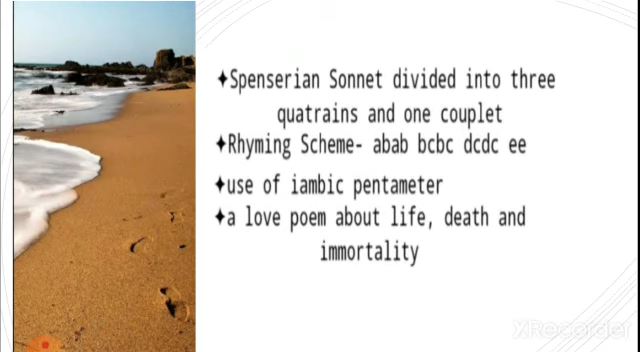 ✦Spenserian Sonnet divided into three
quatrains and one couplet
✦Rhyming Scheme- abab bcbc dcdc ee
✦use of iambic pentameter
✦a love poem about life, death and
immortality
XRecorder